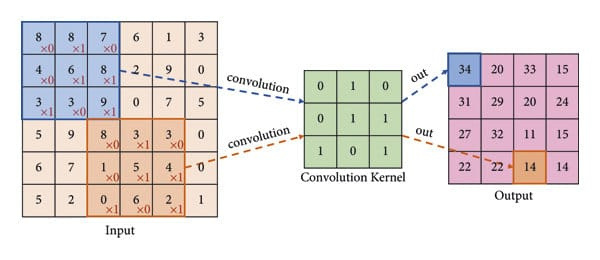 8 8 7 6 1 3
×0 ×1 ×0
4 6 8 2 9 0
×0 ×1 ×1
3 3 9 0 7 5
×1 ×0 ×1
5 9 8 3 3 0
×0 ×1 ×0
6 7 1 5 4 0
×0 ×1 ×1
5 2 0 6 2 1
×1 ×0 ×1
Input
convolution
convolution
0 1 0
0 1 1
1 0 1
Convolution Kernel
out
out
34 20 33 15
31 29 20 24
27 32 11 15
22 22 14 14
Output